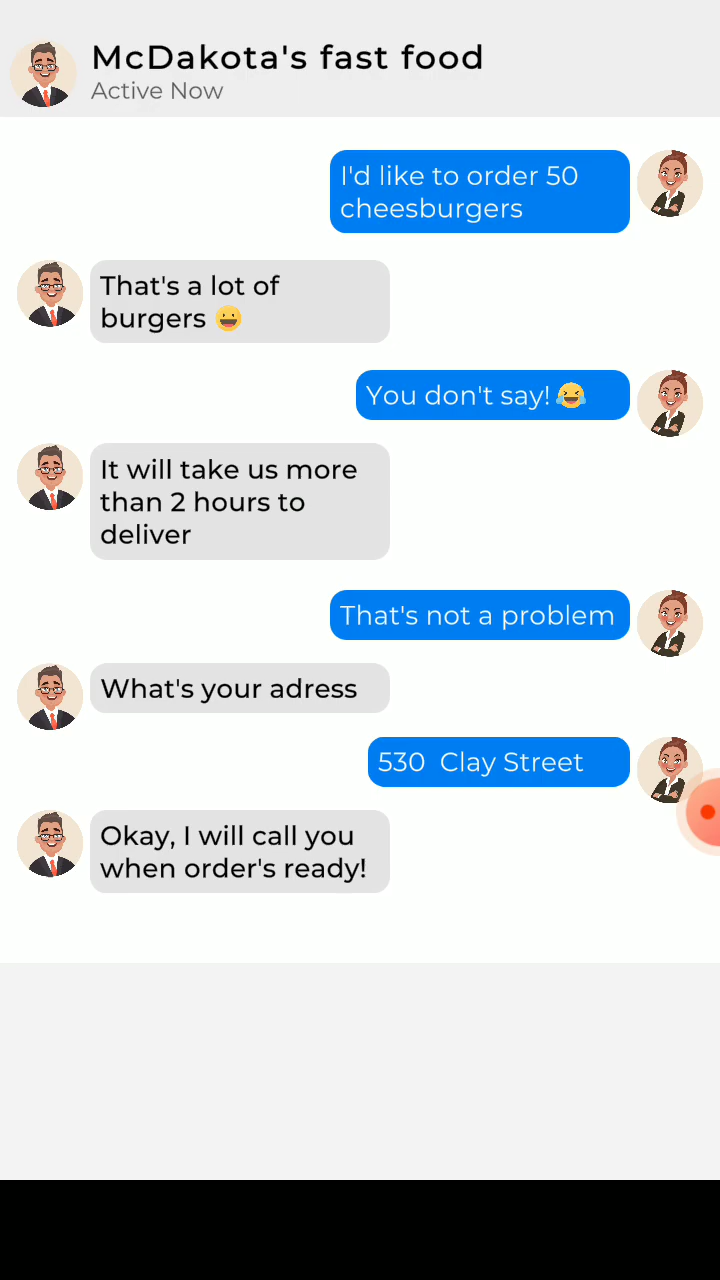 McDakota's fast food
Active Now
I'd like to order 50
cheesburgers
That's a lot of
burgers 😀
You don't say! 😂
It will take us more
than 2 hours to
deliver
That's not a problem
What's your adress
530 Clay Street
Okay, I will call you
when order's ready!